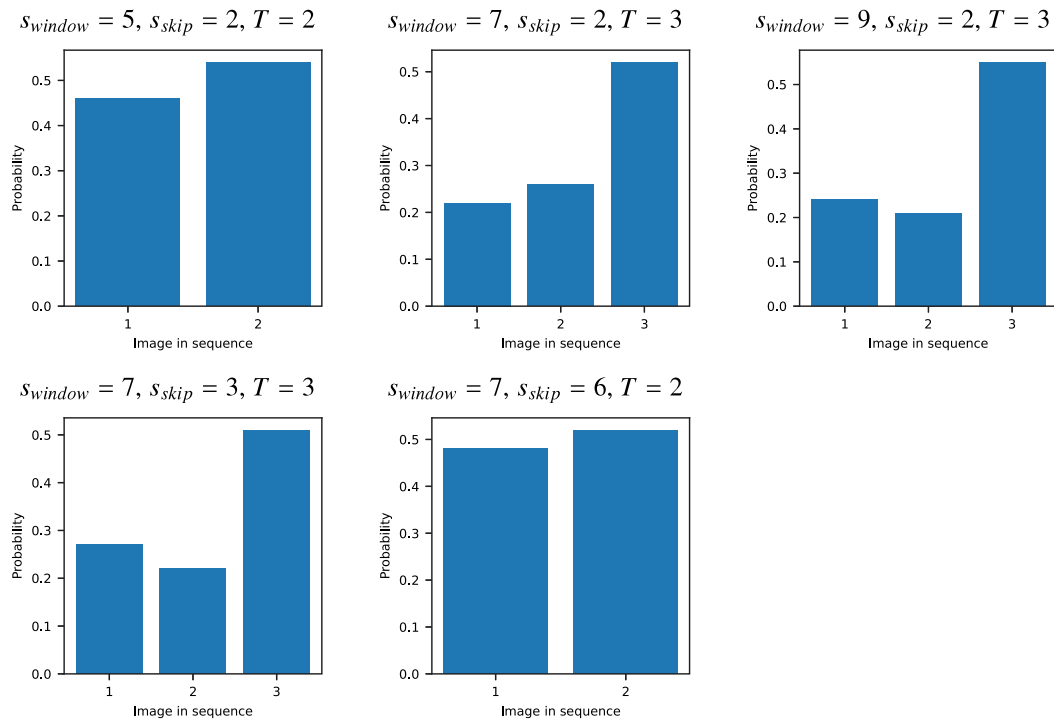 s_window = 5, s_skip = 2, T = 2
0.5
0.4
0.3
0.2
0.1
0.0
Probability
1 2
Image in sequence
s_window = 7, s_skip = 2, T = 3
0.5
0.4
0.3
0.2
0.1
0.0
Probability
1 2 3
Image in sequence
s_window = 9, s_skip = 2, T = 3
0.5
0.4
0.3
0.2
0.1
0.0
Probability
1 2 3
Image in sequence
s_window = 7, s_skip = 3, T = 3
0.5
0.4
0.3
0.2
0.1
0.0
Probability
1 2 3
Image in sequence
s_window = 7, s_skip = 6, T = 2
0.5
0.4
0.3
0.2
0.1
0.0
Probability
1 2
Image in sequence